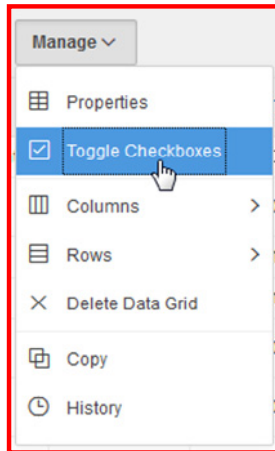 Manage
Properties
Toggle Checkboxes
Columns
Rows
Delete Data Grid
Copy
History